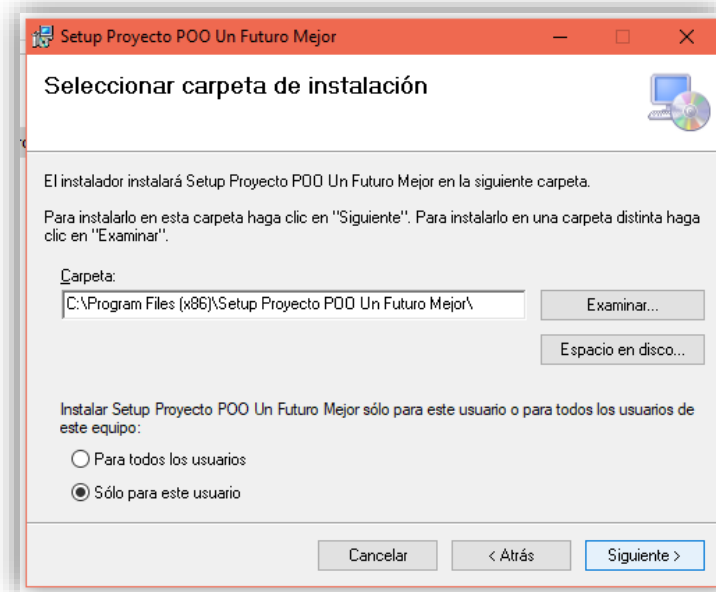 Setup Proyecto POO Un Futuro Mejor
Seleccionar carpeta de instalación
El instalador instalará Setup Proyecto POO Un Futuro Mejor en la siguiente carpeta.
Para instalarlo en esta carpeta haga clic en "Siguiente". Para instalarlo en una carpeta distinta haga
clic en "Examinar".
Carpeta:
C:\Program Files (x86)\Setup Proyecto POO Un Futuro Mejor\
Examinar...
Espacio en disco...
Instalar Setup Proyecto POO Un Futuro Mejor sólo para este usuario o para todos los usuarios de
este equipo:
Para todos los usuarios
Sólo para este usuario
Cancelar
< Atrás
Siguiente >